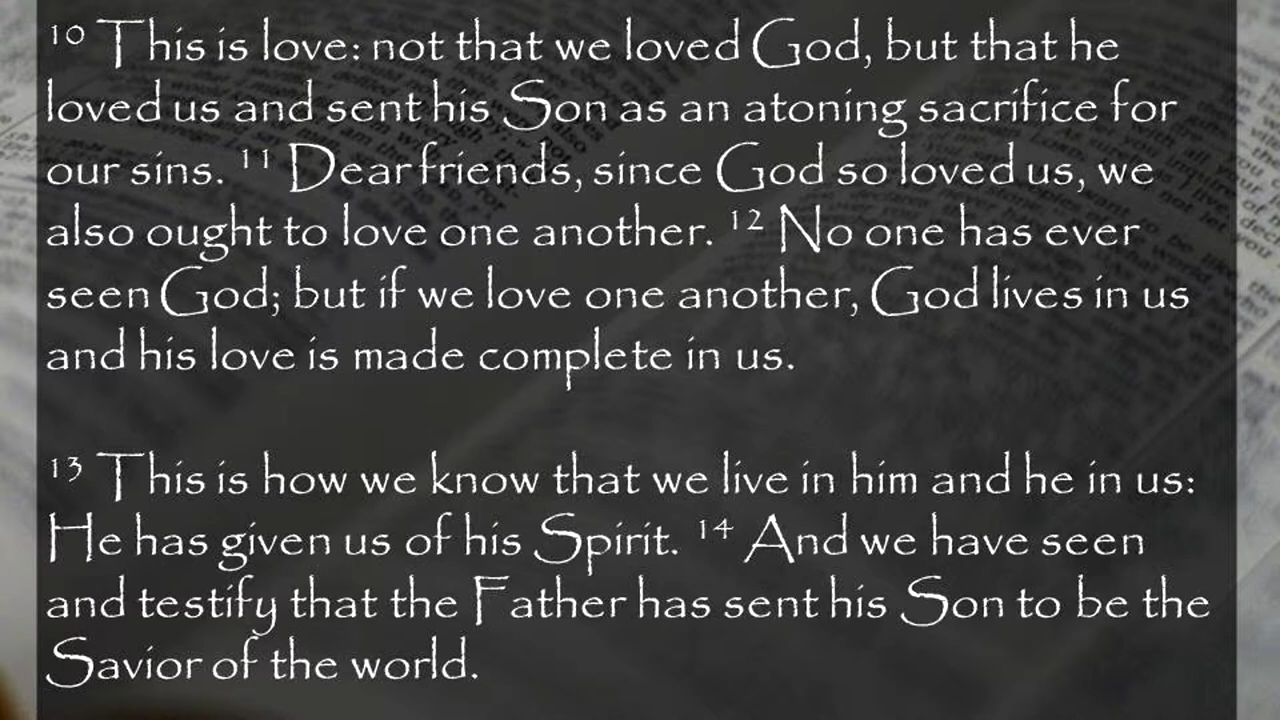 10 This is love: not that we loved God, but that he
loved us and sent his Son as an atoning sacrifice for
our sins. 11 Dear friends, since God so loved us, we
also ought to love one another. 12 No one has ever
seen God; but if we love one another, God lives in us
and his love is made complete in us.
13 This is how we know that we live in him and he in us:
He has given us of his Spirit. 14 And we have seen
and testify that the Father has sent his Son to be the
Savior of the world.